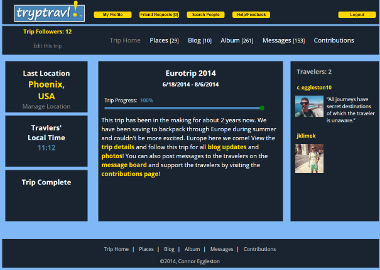 tryptravl !
My Profile
Friend Requests [0]
Search People
Help/Feedback
Logout
Trip Followers: 12
Edit this trip
Trip Home
Places [29]
Blog [10]
Album [261]
Messages [153]
Contributions
Last Location
Phoenix,
USA
Manage Location
Travlers'
Local Time
11:12
Trip Complete
Eurotrip 2014
6/18/2014 - 8/6/2014
Trip Progress: 100%
This trip has been in the making for about 2 years now. We
have been saving to backpack through Europe during summer
and couldn't be more excited. Europe here we come! View the
trip details and follow this trip for all blog updates and
photos! You can also post messages to the travelers on the
message board and support the travelers by visiting the
contributions page!
Travelers: 2
c_eggleston10
"All journeys have
secret destinations
of which the traveler
is unaware."
jklimek
Trip Home | Places | Blog | Album | Messages | Contributions
©2014, Connor Eggleston